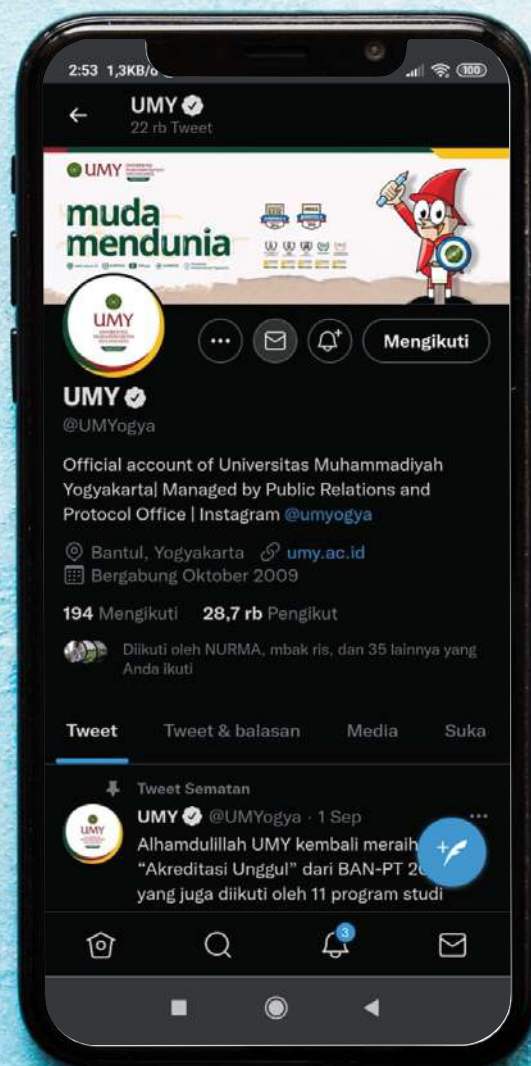 2:53 1,3KB/
100
UMY
22 rb Tweet
UMY
muda
mendunia
UMY
Mengikuti
UMY
@UMYogya
Official account of Universitas Muhammadiyah
Yogyakarta| Managed by Public Relations and
Protocol Office | Instagram @umyogya
Bantul, Yogyakarta umy.ac.id
Bergabung Oktober 2009
194 Mengikuti 28,7 rb Pengikut
Diikuti oleh NURMA, mbak ris, dan 35 lainnya yang
Anda ikuti
Tweet Tweet & balasan Media Suka
Tweet Sematan
UMY @UMYogya · 1 Sep
UMY
Alhamdulillah UMY kembali meraih
"Akreditasi Unggul" dari BAN-PT
yang juga diikuti oleh 11 program studi
3